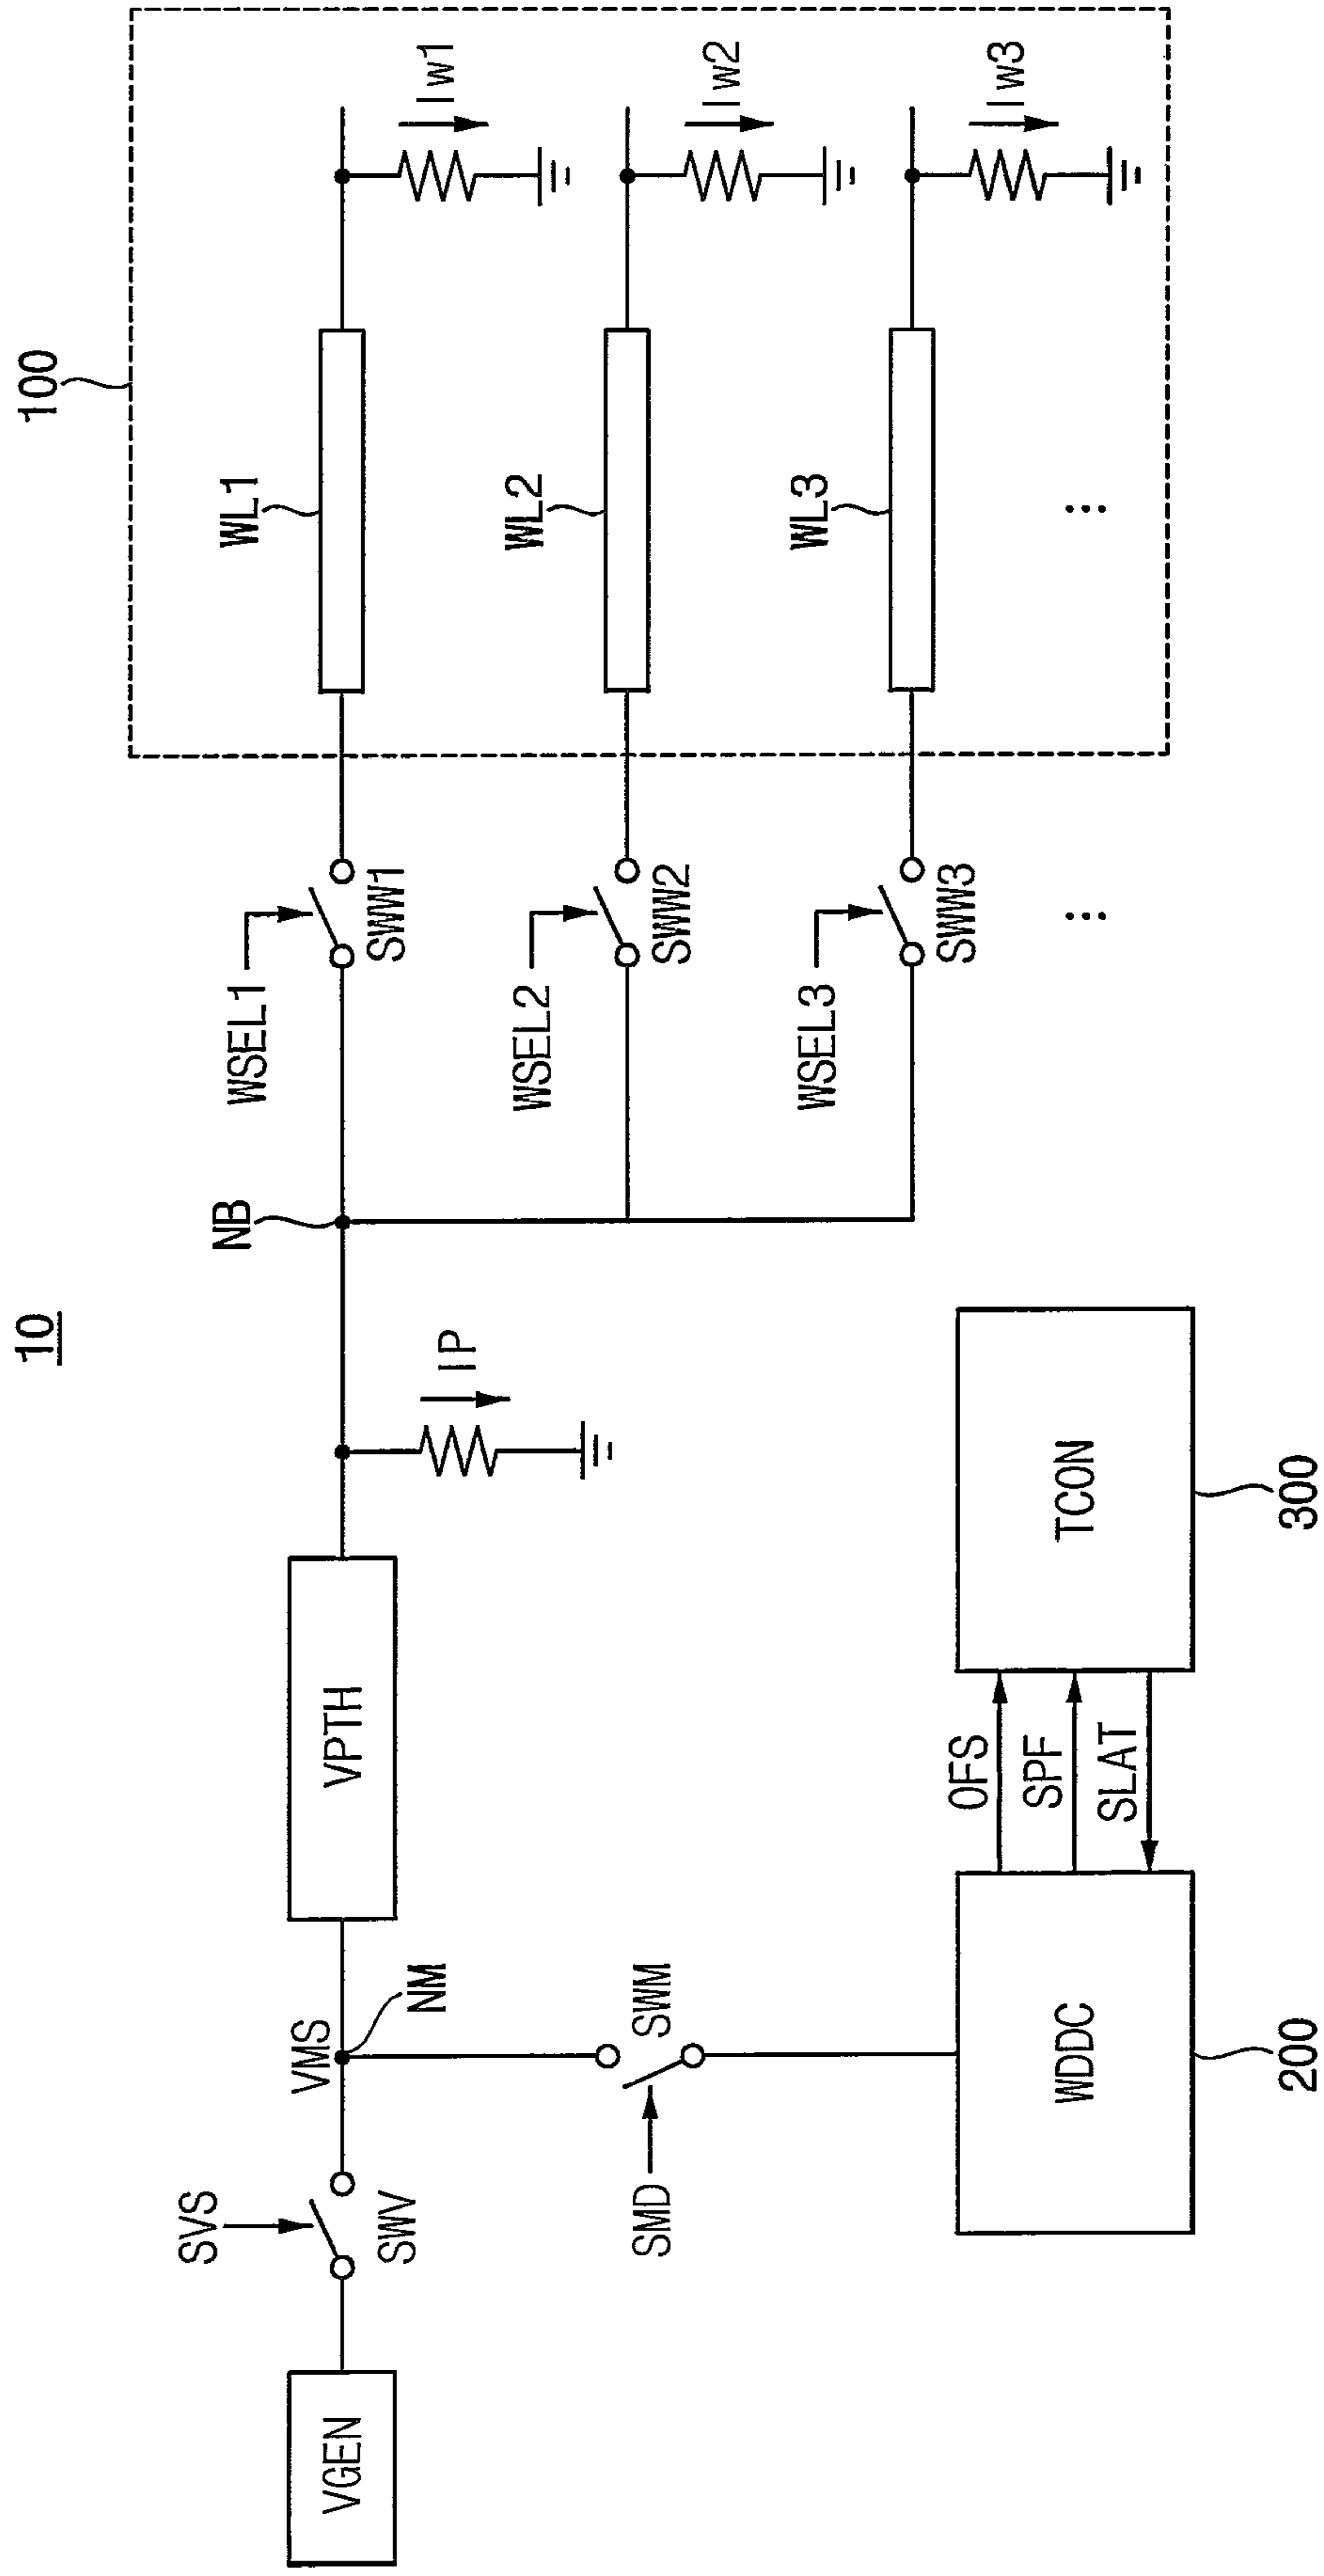 10
100
VGEN
SVS
SWV
VMS
NM
VPTH
IP
NB
WSEL1
SWW1
WL1
Iw1
WSEL2
SWW2
WL2
Iw2
WSEL3
SWW3
WL3
Iw3
SMD
SWM
WDDC
200
OFS
SPF
SLAT
TCON
300